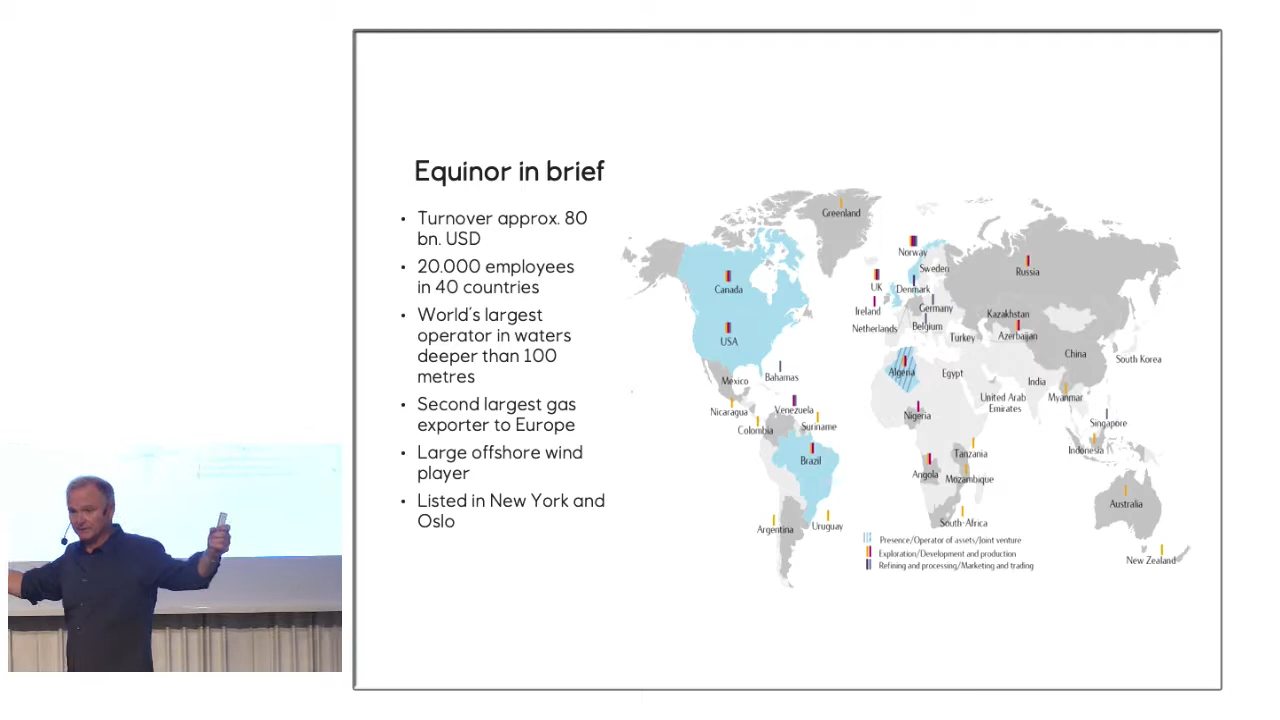 Equinor in brief
• Turnover approx. 80
bn. USD
• 20.000 employees
in 40 countries
• World's largest
operator in waters
deeper than 100
metres
• Second largest gas
exporter to Europe
• Large offshore wind
player
• Listed in New York and
Oslo
Greenland
Norway
Sweden
Russia
Canada
UK
Denmark
Ireland
Germany
Kazakhstan
Netherlands
Belgium
Turkey
Azerbaijan
USA
China
South Korea
Algeria
Egypt
Mexico
Bahamas
India
Myanmar
United Arab
Emirates
Nicaragua
Venezuela
Nigeria
Colombia
Suriname
Singapore
Indonesia
Brazil
Tanzania
Angola
Mozambique
Australia
Argentina
Uruguay
South-Africa
New Zealand
Presence/Operator of assets/Joint venture
Exploration/Development and production
Refining and processing/Marketing and trading